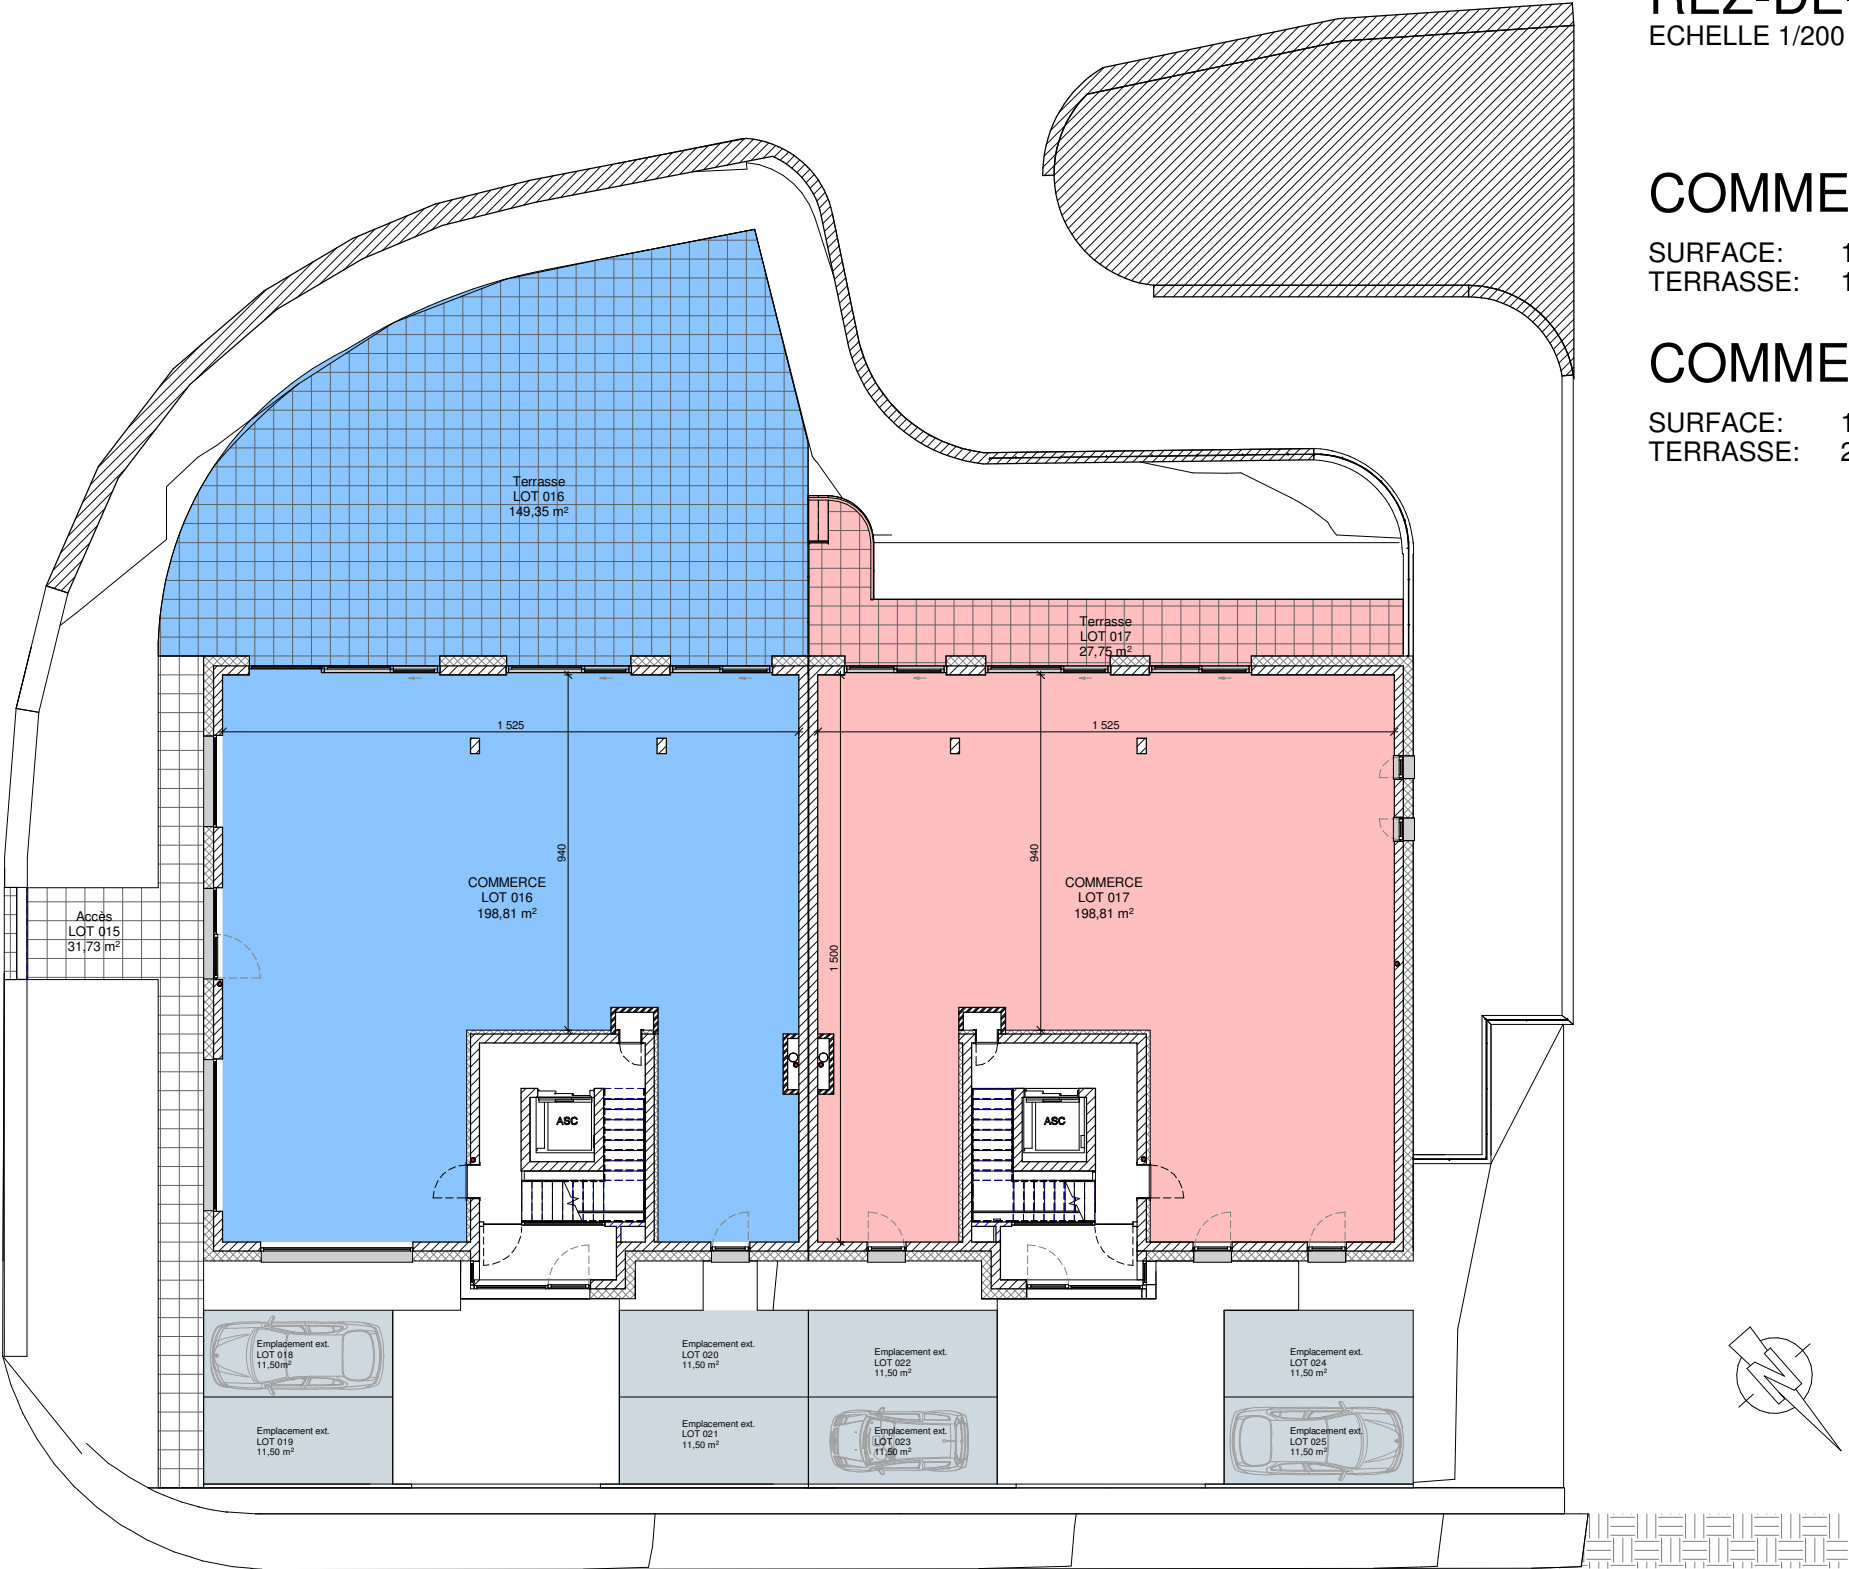 ECHELLE 1/200
COMME
SURFACE: 1
TERRASSE: 1
COMME
SURFACE: 1
TERRASSE: 2
Terrasse
LOT 016
149,35 m²
Terrasse
LOT 017
27,75 m²
1 525
1 525
940
940
COMMERCE
LOT 016
198,81 m²
COMMERCE
LOT 017
198,81 m²
Accès
LOT 015
31,73 m²
1 500
ASC
ASC
Emplacement ext.
LOT 018
11,50m²
Emplacement ext.
LOT 020
11,50 m²
Emplacement ext.
LOT 022
11,50 m²
Emplacement ext.
LOT 024
11,50 m²
Emplacement ext.
LOT 019
11,50 m²
Emplacement ext.
LOT 021
11,50 m²
Emplacement ext.
LOT 023
11,50 m²
Emplacement ext.
LOT 025
11,50 m²
N